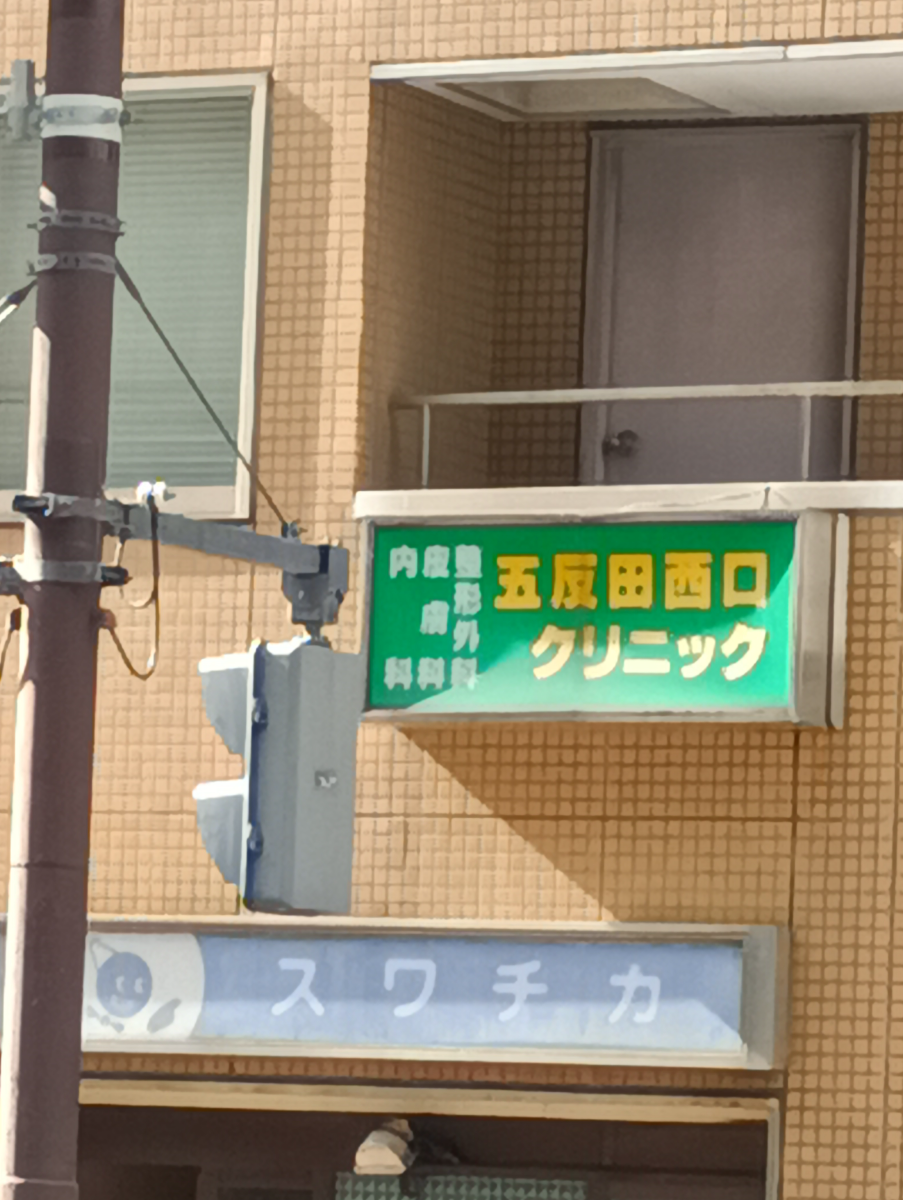 五反田西口
クリニック
整形外科
皮膚科
内科
スワチカ